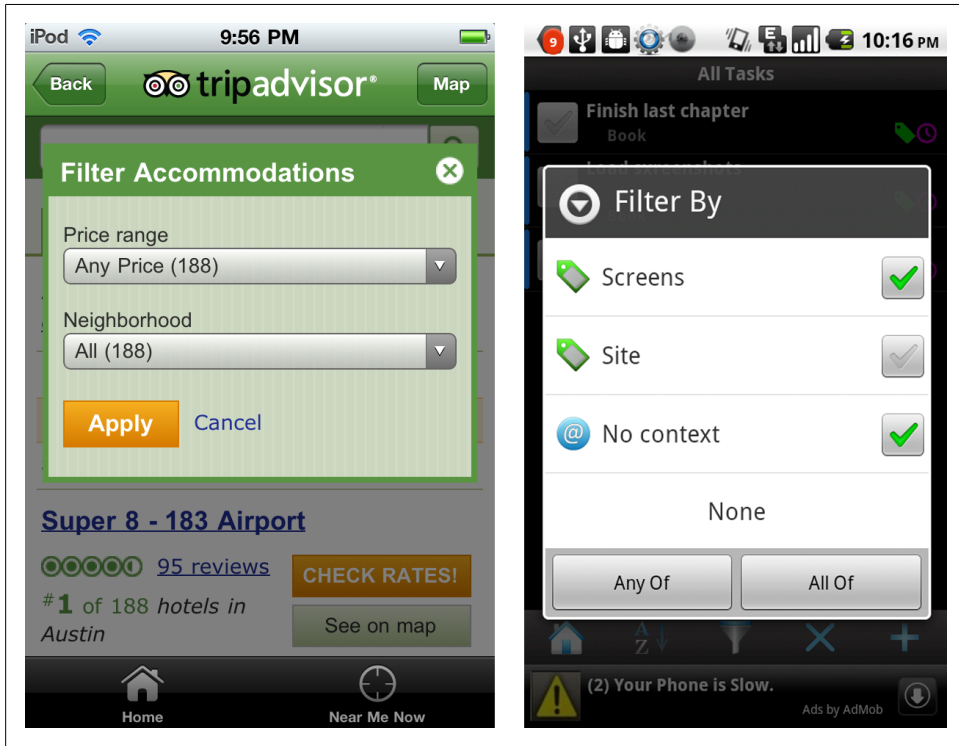 iPod 9:56 PM
Back tripadvisor® Map
Filter Accommodations
Price range
Any Price (188)
Neighborhood
All (188)
Apply Cancel
Super 8 - 183 Airport
95 reviews
CHECK RATES!
#1 of 188 hotels in
Austin
See on map
Home Near Me Now
9 10:16 PM
All Tasks
Finish last chapter
Book
Load screenshots
Filter By
Screens
Site
@ No context
None
Any Of All Of
A
Z
(2) Your Phone is Slow.
Ads by AdMob